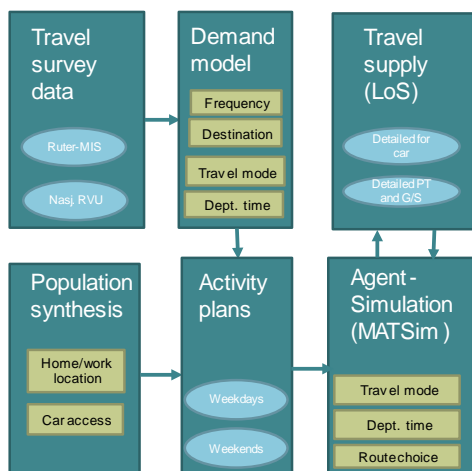 Travel
survey
data
Ruter-MIS
Nasj. RVU
Demand
model
Frequency
Destination
Travel mode
Dept. time
Travel
supply
(LoS)
Detailed for
car
Detailed PT
and G/S
Population
synthesis
Home/work
location
Car access
Activity
plans
Weekdays
Weekends
Agent-
Simulation
(MATSim)
Travel mode
Dept. time
Routechoice